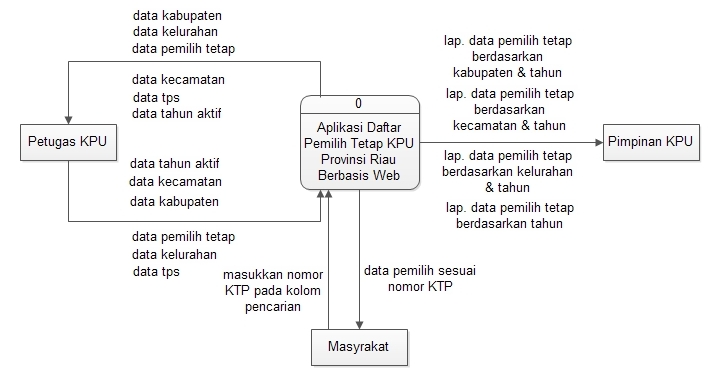 data kabupaten
data kelurahan
data pemilih tetap
data kecamatan
data tps
data tahun aktif
Petugas KPU
data tahun aktif
data kecamatan
data kabupaten
data pemilih tetap
data kelurahan
data tps
0
Aplikasi Daftar
Pemilih Tetap KPU
Provinsi Riau
Berbasis Web
lap. data pemilih tetap
berdasarkan
kabupaten & tahun
lap. data pemilih tetap
berdasarkan
kecamatan & tahun
lap. data pemilih tetap
berdasarkan kelurahan
& tahun
lap. data pemilih tetap
berdasarkan tahun
Pimpinan KPU
masukkan nomor
KTP pada kolom
pencarian
data pemilih sesuai
nomor KTP
Masyrakat